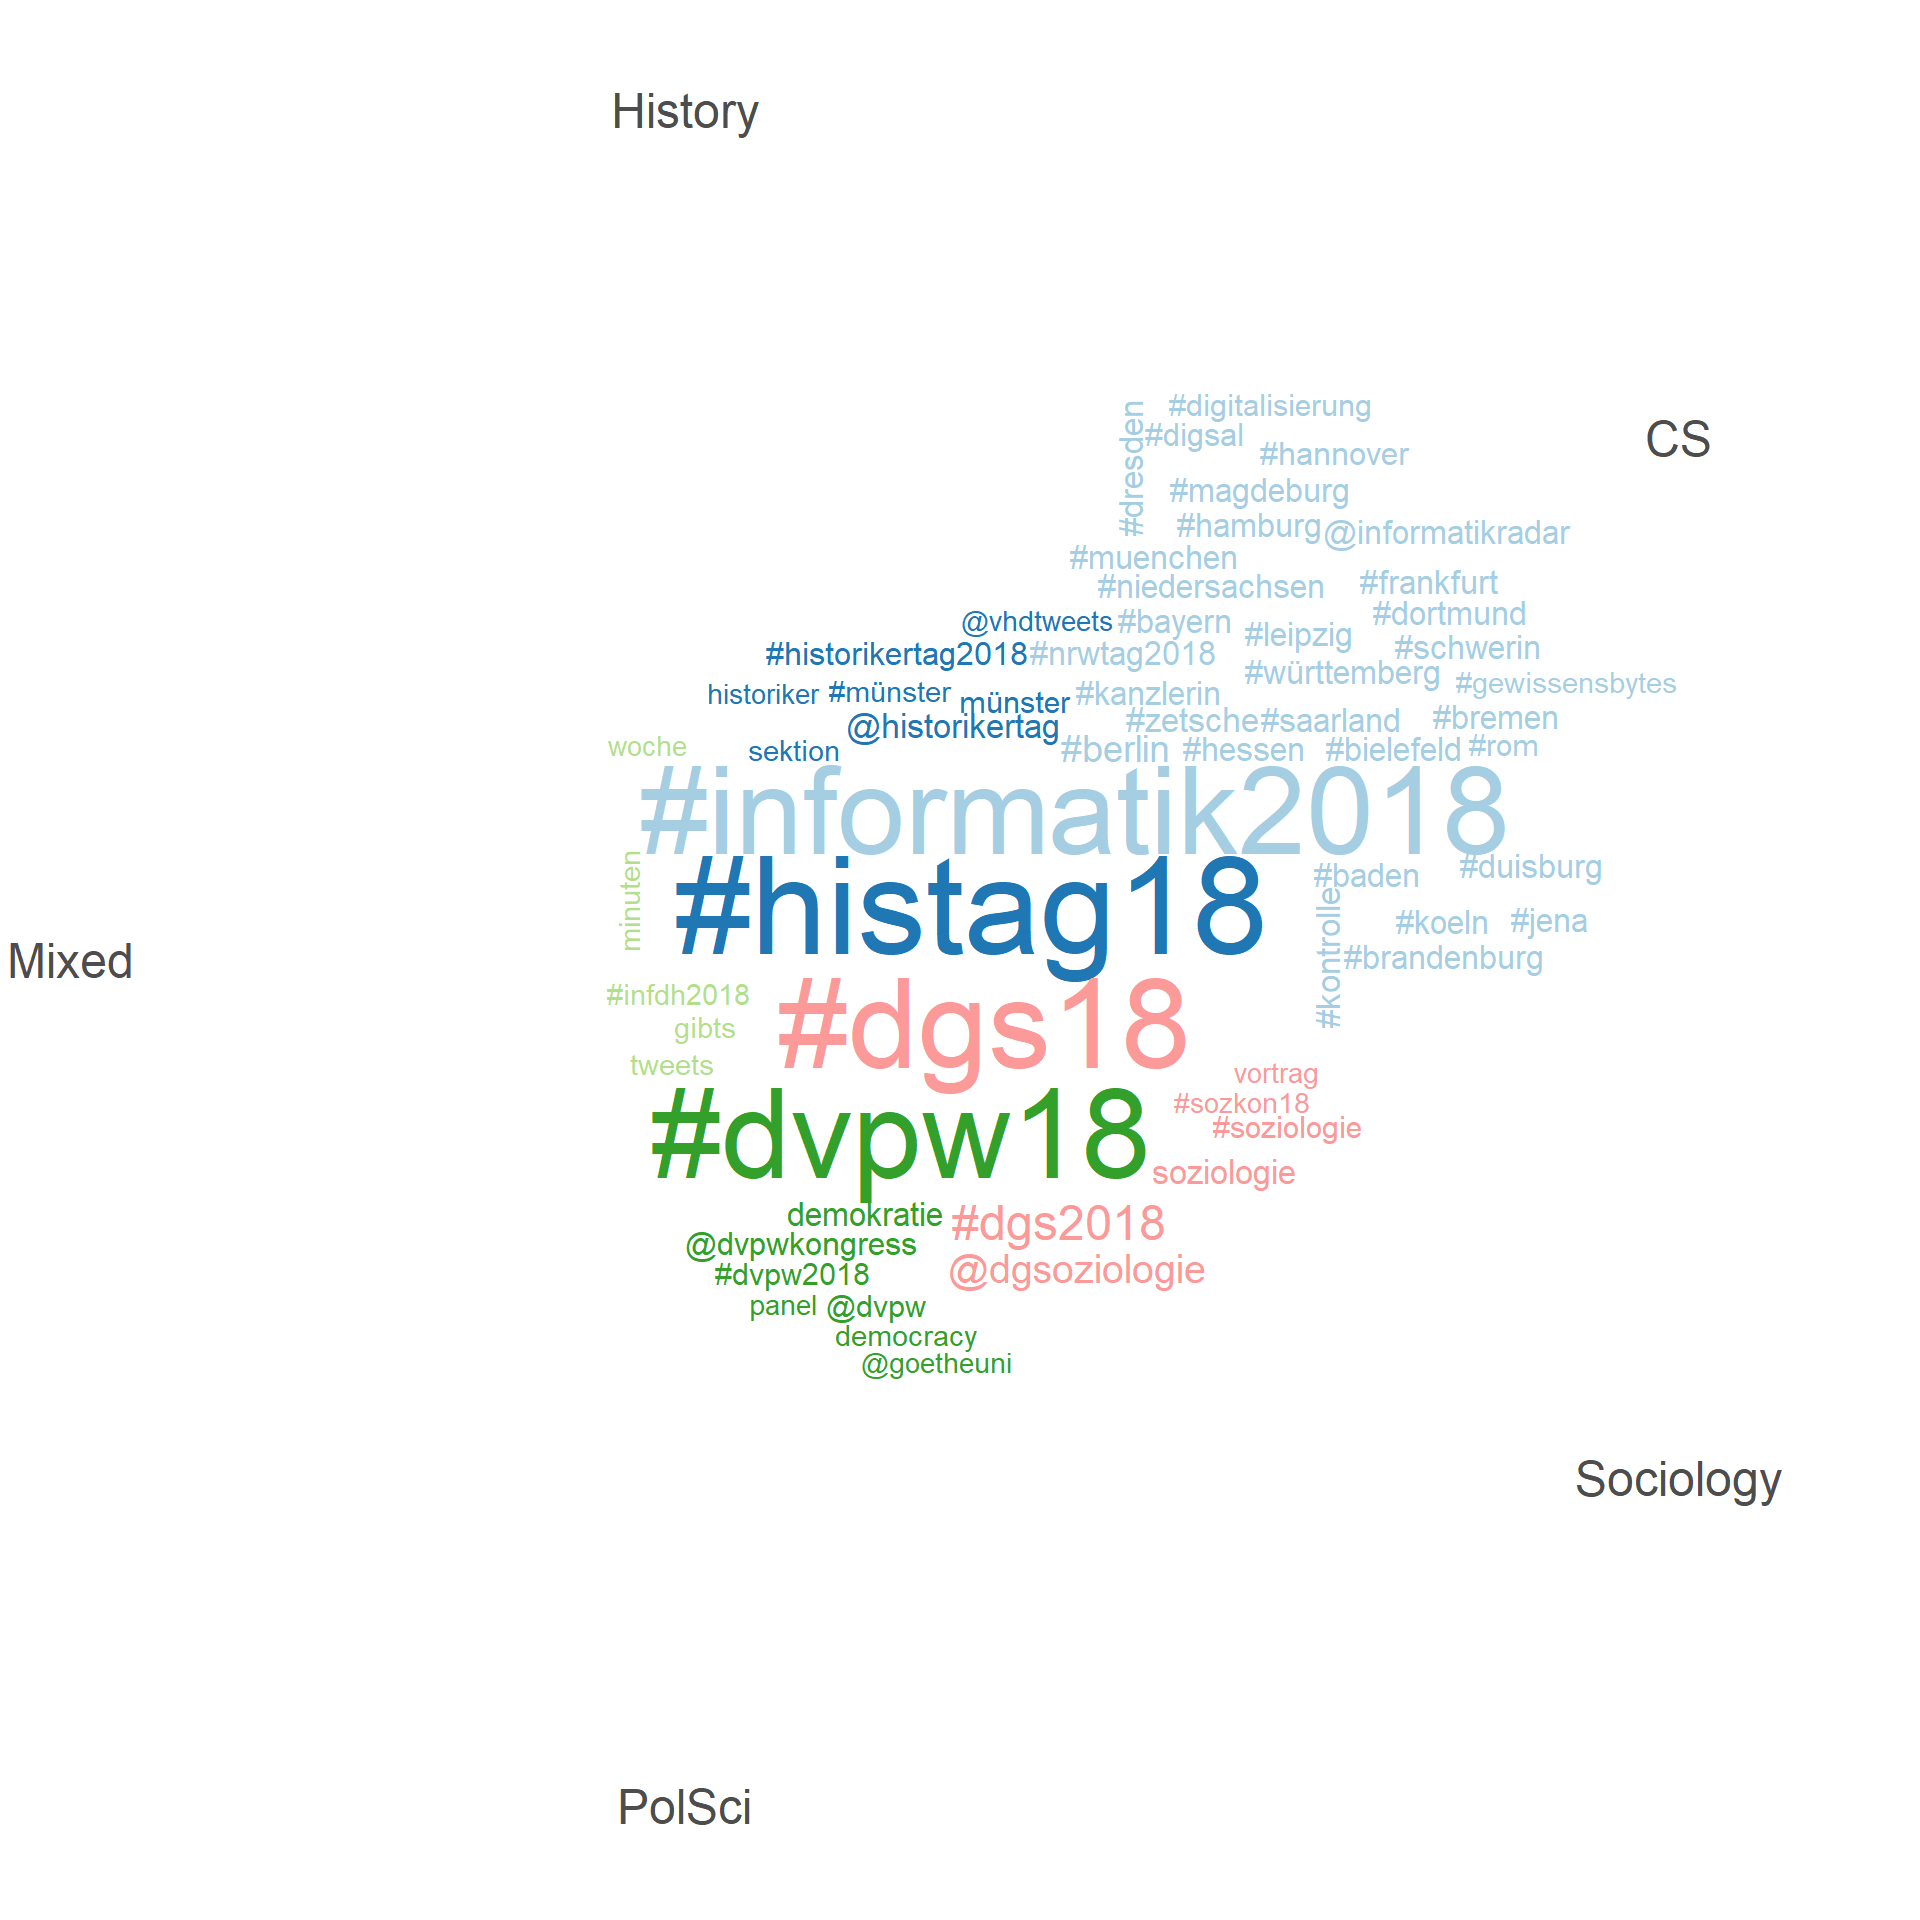 History
#digitalisierung
#dresden
#digsal
CS
#hannover
#magdeburg
#hamburg
@informatikradar
#muenchen
#niedersachsen
#frankfurt
@vhdtweets
#bayern
#dortmund
#leipzig
#historikertag2018
#nrwtag2018
#schwerin
#württemberg
#gewissensbytes
historiker
#münster
münster
#kanzlerin
@historikertag
#zetsche
#saarland
#bremen
woche
sektion
#berlin
#hessen
#bielefeld
#rom
#informatik2018
minuten
#histag18
#baden
#duisburg
#kontrolle
#koeln
#jena
Mixed
#brandenburg
#infdh2018
gibts
#dgs18
tweets
vortrag
#sozkon18
#dvpw18
#soziologie
soziologie
demokratie
#dgs2018
@dvpwkongress
#dvpw2018
@dgsoziologie
panel
@dvpw
democracy
@goetheuni
Sociology
PolSci